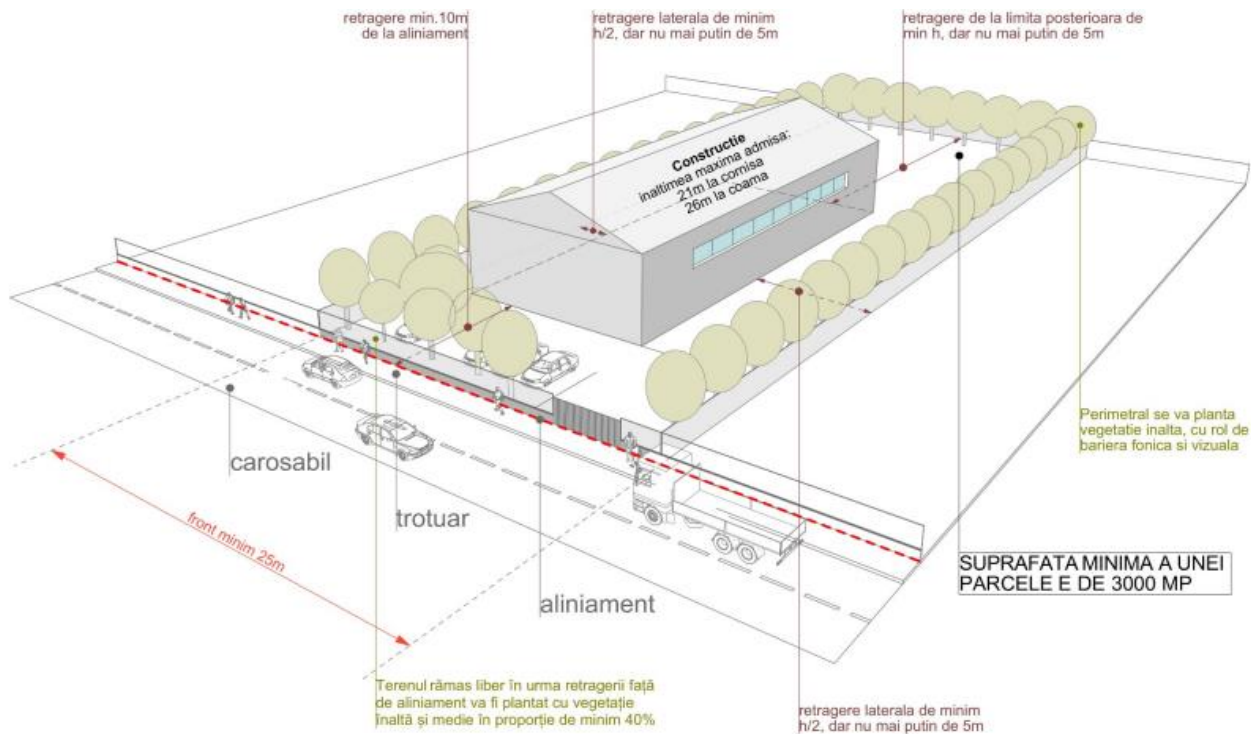 retragere min.10m
de la aliniament
retragere laterala de minim
h/2, dar nu mai putin de 5m
retragere de la limita posterioara de
min h, dar nu mai putin de 5m
Constructie
inaltimea maxima admisa:
21m la cornisa
26m la coama
Perimetral se va planta
vegetatie inalta, cu rol de
bariera fonica si vizuala
carosabil
trotuar
front minim 25m
aliniament
SUPRAFATA MINIMA A UNEI
PARCELE E DE 3000 MP
Terenul rămas liber în urma retragerii față
de aliniament va fi plantat cu vegetație
înaltă și medie în proporție de minim 40%
retragere laterala de minim
h/2, dar nu mai putin de 5m